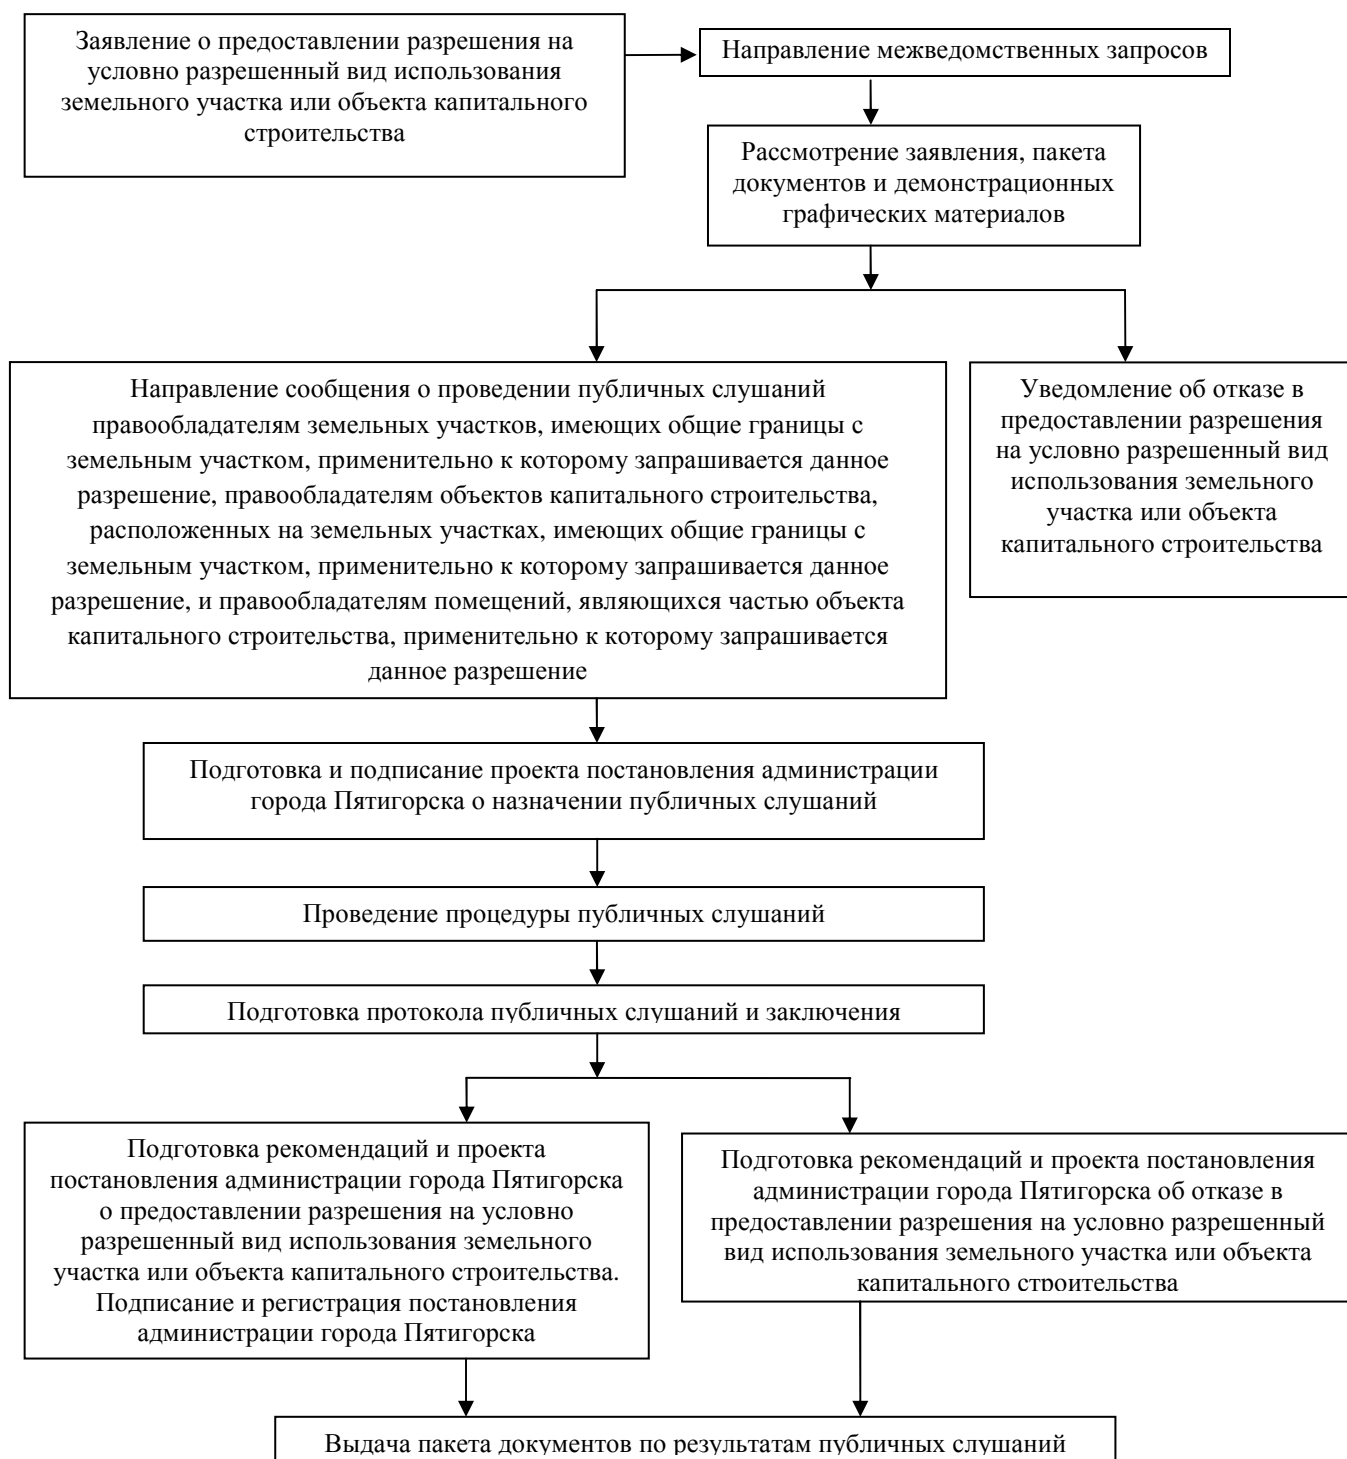 Заявление о предоставлении разрешения на
условно разрешенный вид использования
земельного участка или объекта капитального
строительства
Направление межведомственных запросов
Рассмотрение заявления, пакета
документов и демонстрационных
графических материалов
Направление сообщения о проведении публичных слушаний
правообладателям земельных участков, имеющих общие границы с
земельным участком, применительно к которому запрашивается данное
разрешение, правообладателям объектов капитального строительства,
расположенных на земельных участках, имеющих общие границы с
земельным участком, применительно к которому запрашивается данное
разрешение, и правообладателям помещений, являющихся частью объекта
капитального строительства, применительно к которому запрашивается
данное разрешение
Уведомление об отказе в
предоставлении разрешения
на условно разрешенный вид
использования земельного
участка или объекта
капитального строительства
Подготовка и подписание проекта постановления администрации
города Пятигорска о назначении публичных слушаний
Проведение процедуры публичных слушаний
Подготовка протокола публичных слушаний и заключения
Подготовка рекомендаций и проекта
постановления администрации города Пятигорска
о предоставлении разрешения на условно
разрешенный вид использования земельного
участка или объекта капитального строительства.
Подписание и регистрация постановления
администрации города Пятигорска
Подготовка рекомендаций и проекта постановления
администрации города Пятигорска об отказе в
предоставлении разрешения на условно разрешенный
вид использования земельного участка или объекта
капитального строительства
Выдача пакета документов по результатам публичных слушаний